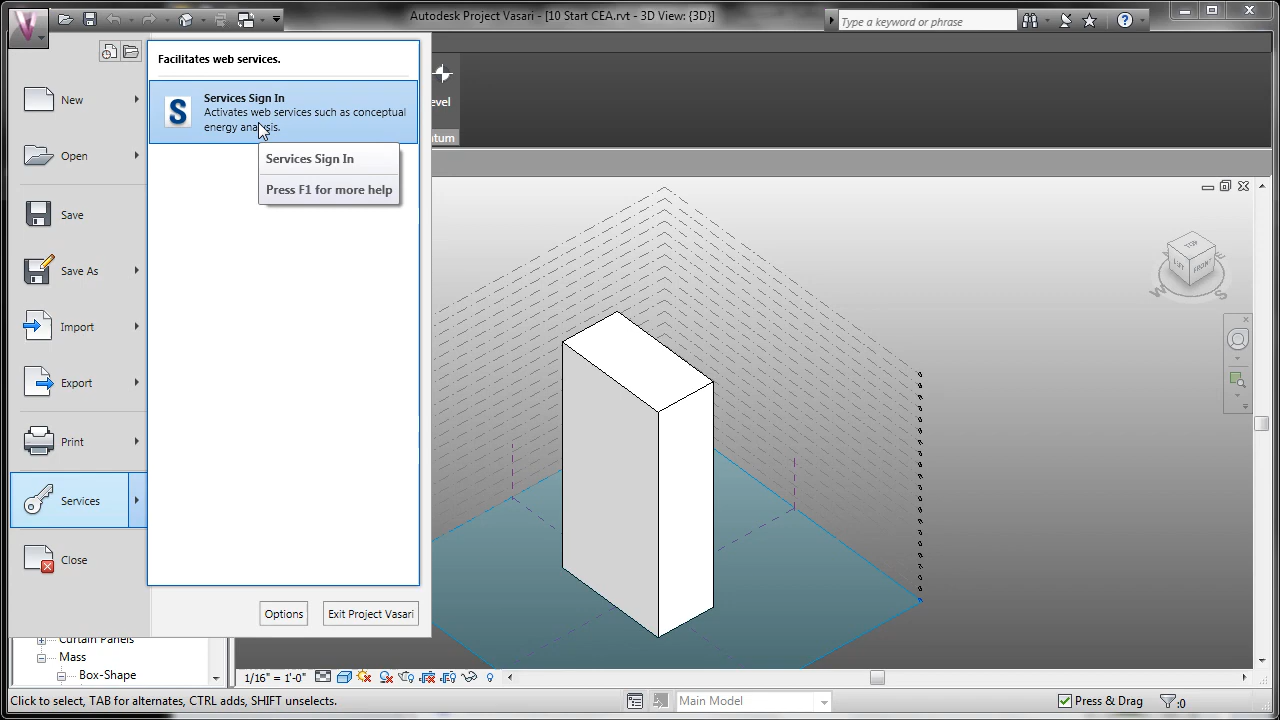 Autodesk Project Vasari - [10 Start CEA.rvt - 3D View: {3D}]
Type a keyword or phrase
Facilitates web services.
S
Services Sign In
Activates web services such as conceptual
energy analysis.
Services Sign In
Press F1 for more help
New
Open
Save
Save As
Import
Export
Print
Services
Close
evel
tum
TOP
FRONT
W
S
Options
Exit Project Vasari
Curtain Panels
Mass
Box-Shape
1/16" = 1'-0"
Click to select, TAB for alternates, CTRL adds, SHIFT unselects.
Main Model
Press & Drag
:0